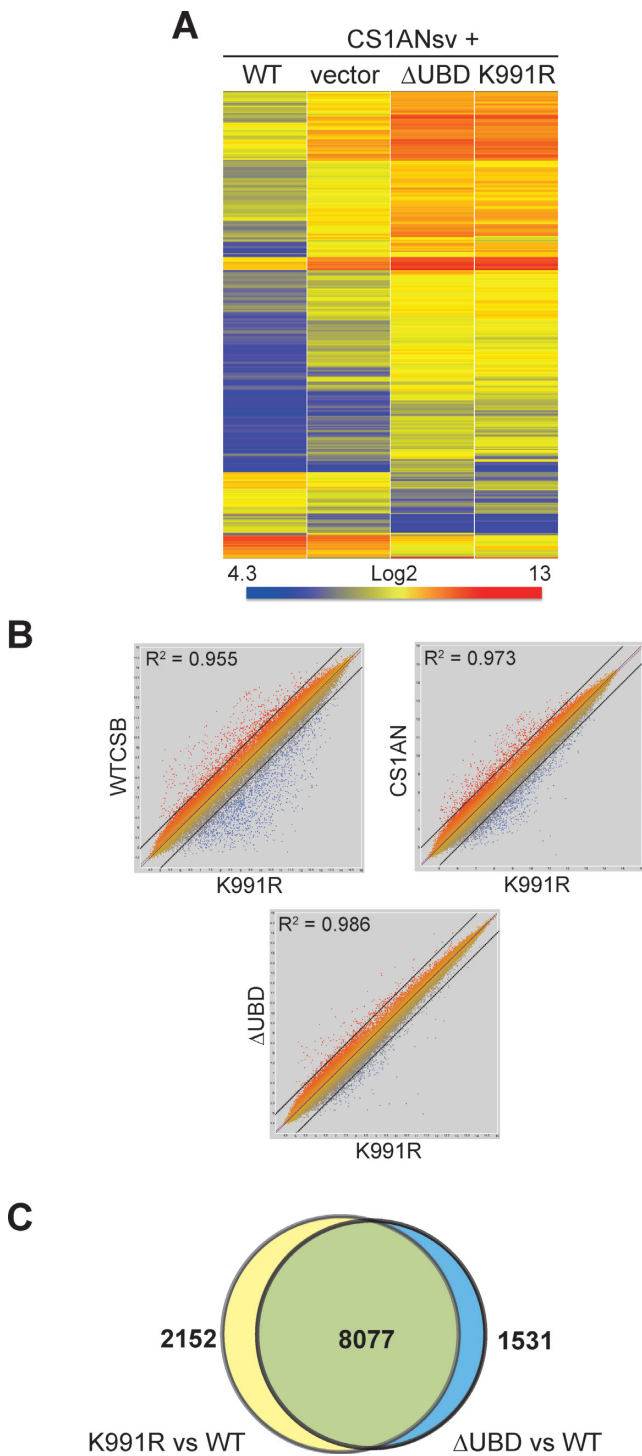 A
CS1ANsv +
WT vector ΔUBD K991R
4.3 Log2 13
B
R² = 0.955
WTCSB
K991R
R² = 0.973
CS1AN
K991R
R² = 0.986
ΔUBD
K991R
C
2152 8077 1531
K991R vs WT ΔUBD vs WT